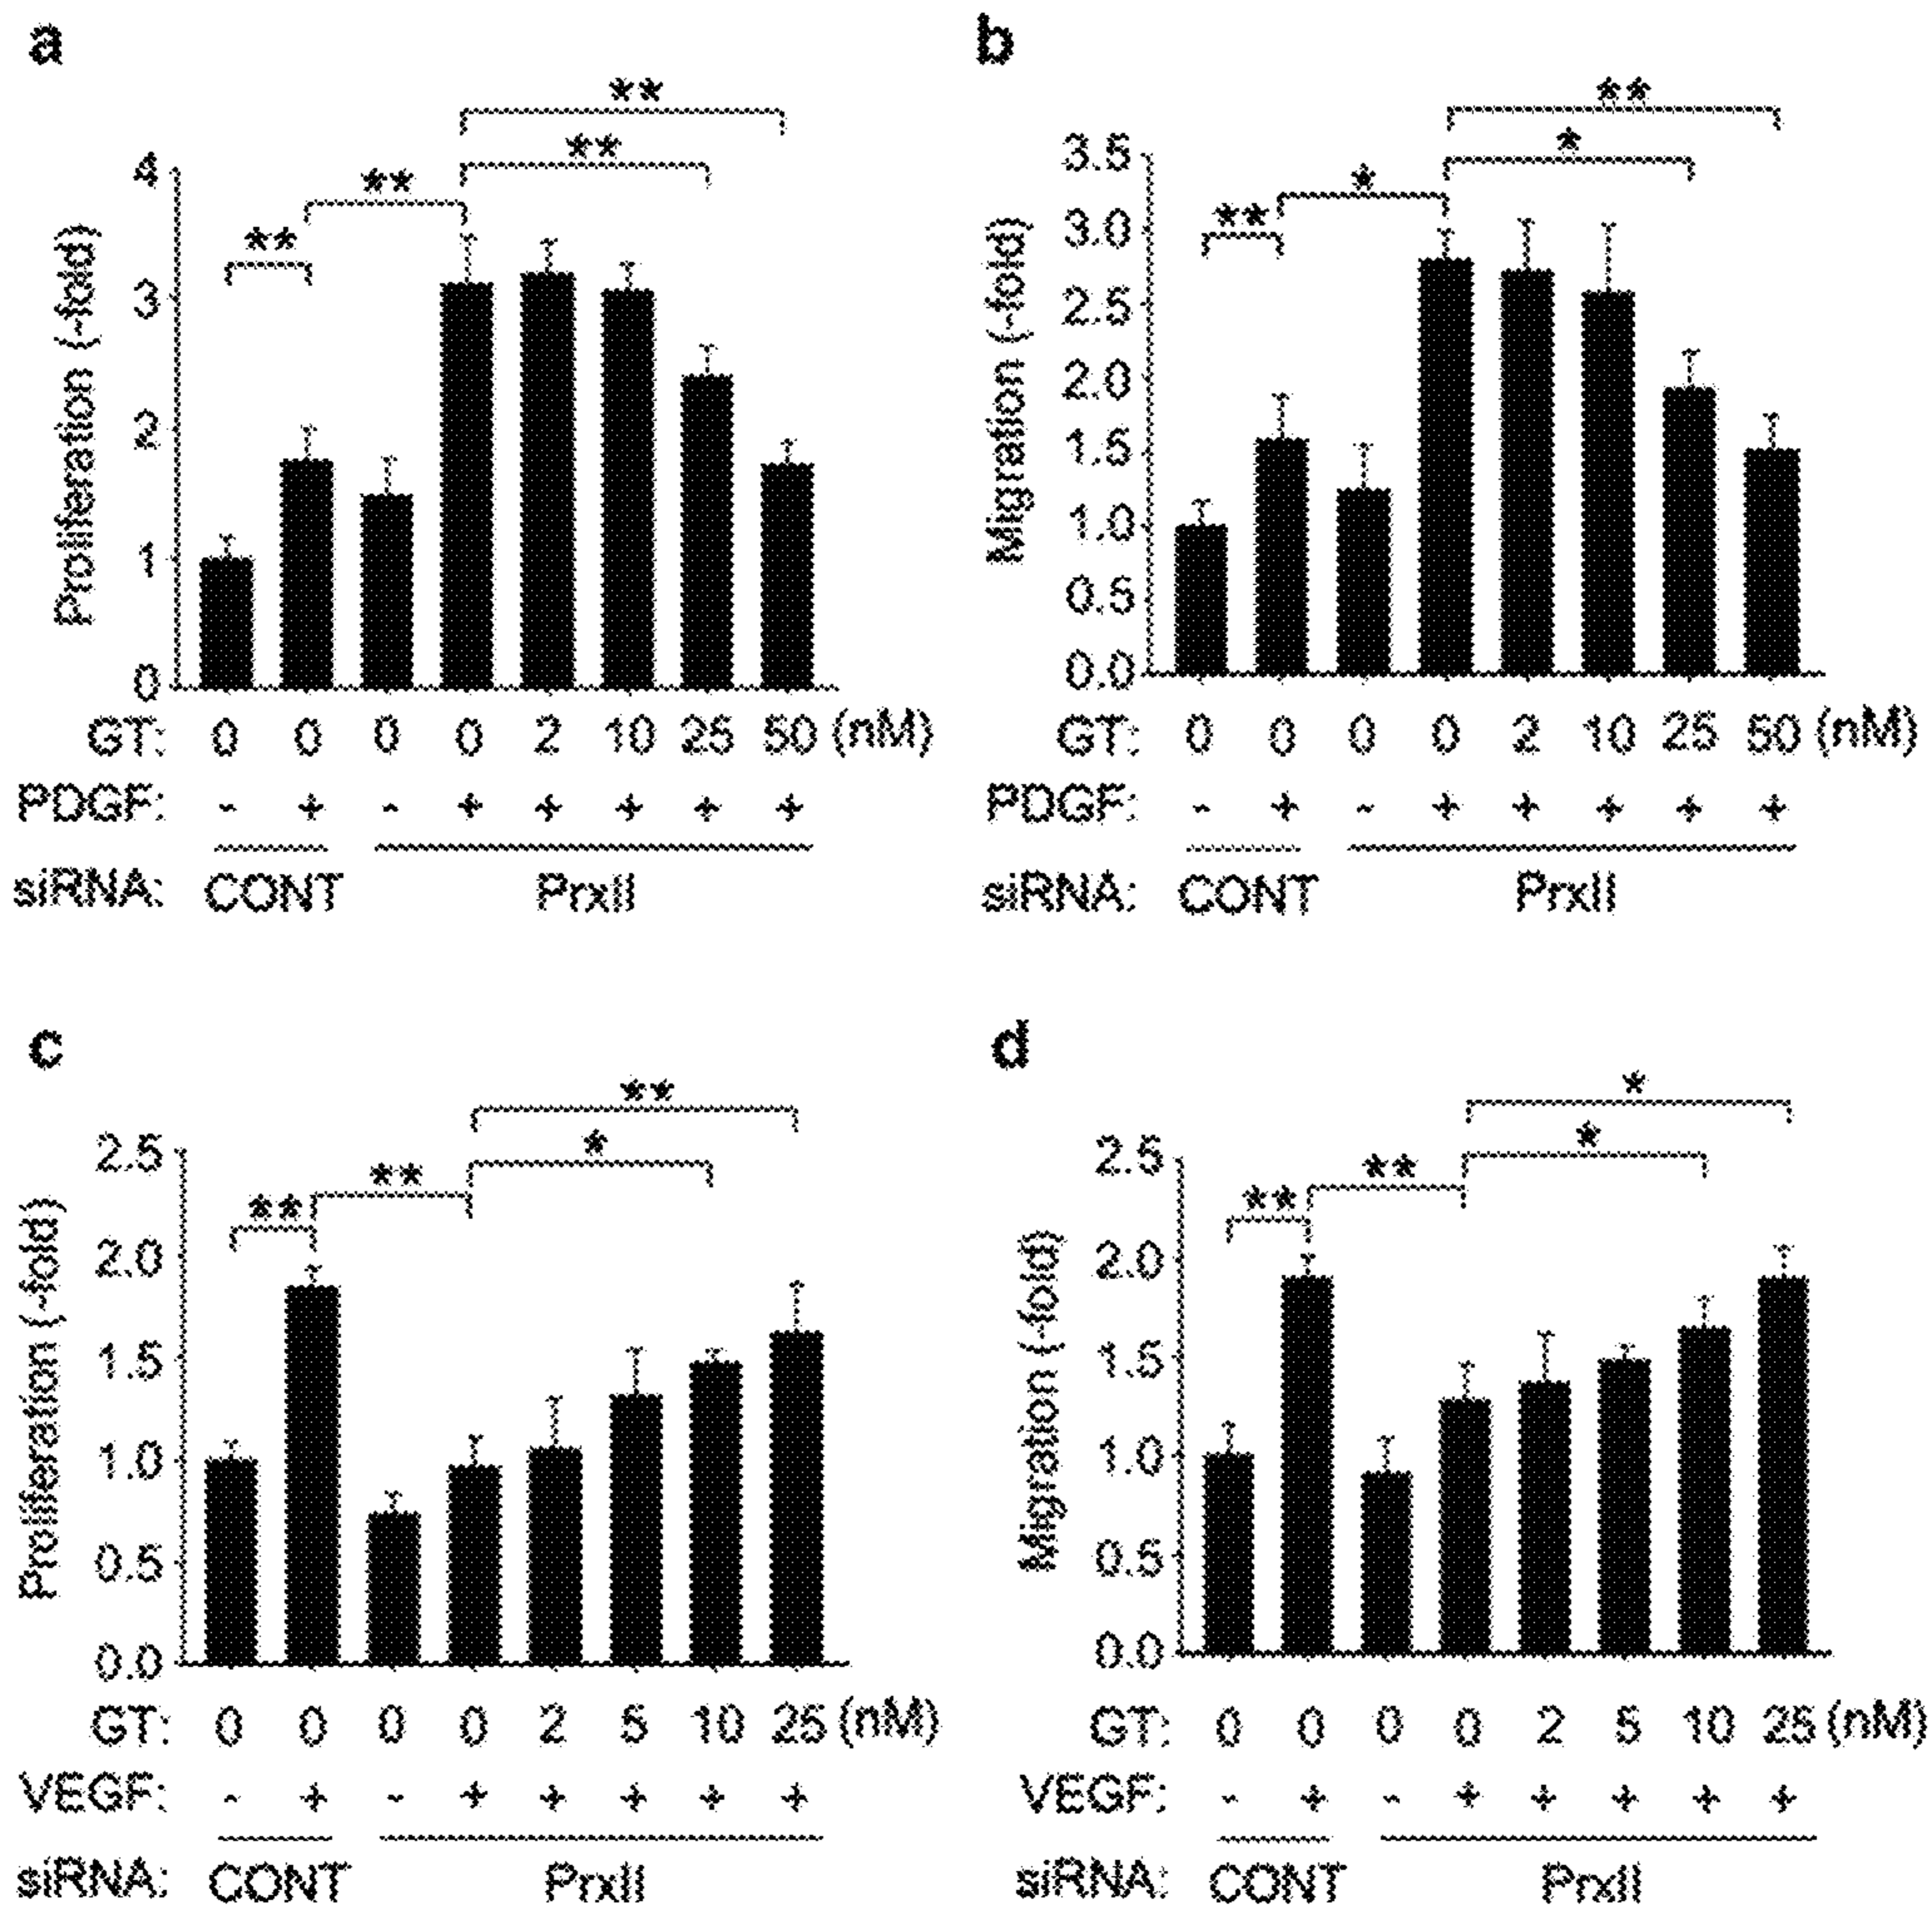 a
**
**
**
**
Proliferation (-fold)
4
3
2
1
0
GT: 0 0 0 0 2 10 25 50 (nM)
PDGF: - + - + + + + +
siRNA: CONT PrxII
b
**
*
*
**
Migration (-fold)
3.5
3.0
2.5
2.0
1.5
1.0
0.5
0.0
GT: 0 0 0 0 2 10 25 50 (nM)
PDGF: - + - + + + + +
siRNA: CONT PrxII
c
**
*
**
**
Proliferation (-fold)
2.5
2.0
1.5
1.0
0.5
0.0
GT: 0 0 0 0 2 5 10 25 (nM)
VEGF: - + - + + + + +
siRNA: CONT PrxII
d
*
*
**
**
Migration (-fold)
2.5
2.0
1.5
1.0
0.5
0.0
GT: 0 0 0 0 2 5 10 25 (nM)
VEGF: - + - + + + + +
siRNA: CONT PrxII